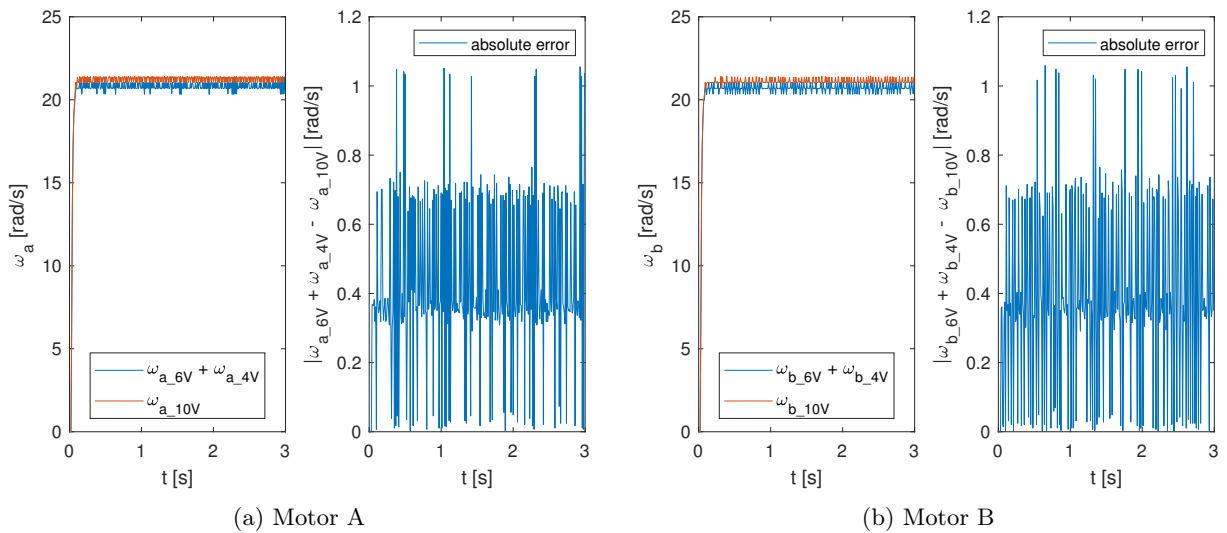 25
20
15
10
5
0
ω_a [rad/s]
0 1 2 3
t [s]
ω_a_6V + ω_a_4V
ω_a_10V
1.2
1
0.8
0.6
0.4
0.2
0
|ω_a_6V + ω_a_4V - ω_a_10V| [rad/s]
absolute error
0 1 2 3
t [s]
(a) Motor A
25
20
15
10
5
0
ω_b [rad/s]
0 1 2 3
t [s]
ω_b_6V + ω_b_4V
ω_b_10V
1.2
1
0.8
0.6
0.4
0.2
0
|ω_b_6V + ω_b_4V - ω_b_10V| [rad/s]
absolute error
0 1 2 3
t [s]
(b) Motor B